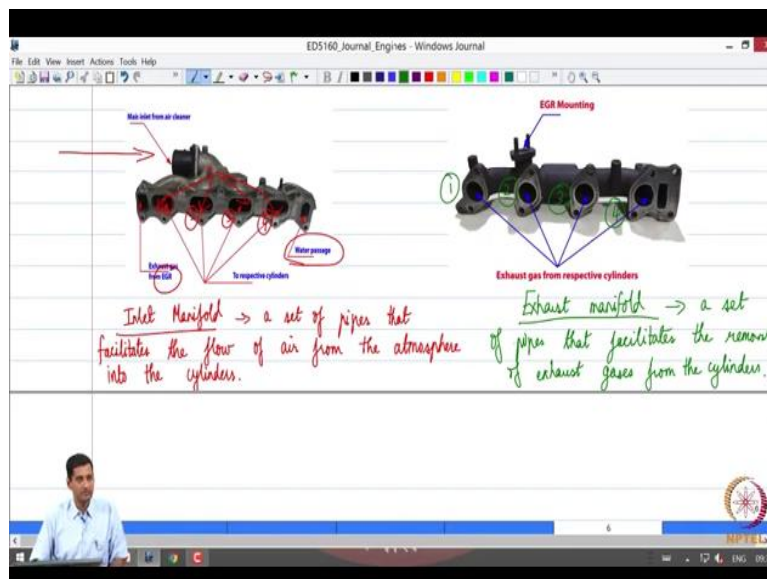 ED5160_Journal_Engines - Windows Journal
File Edit View Insert Actions Tools Help
B I
Main inlet from air cleaner
Exhaust gas
from EGR
To respective cylinders
Water passage
EGR Mounting
1 2 3 4
Exhaust gas from respective cylinders
Inlet Manifold → a set of pipes that
facilitates the flow of air from the atmosphere
into the cylinders.
Exhaust manifold → a set
of pipes that facilitates the remov
of exhaust gases from the cylinders.
6
NPTEL
ENG